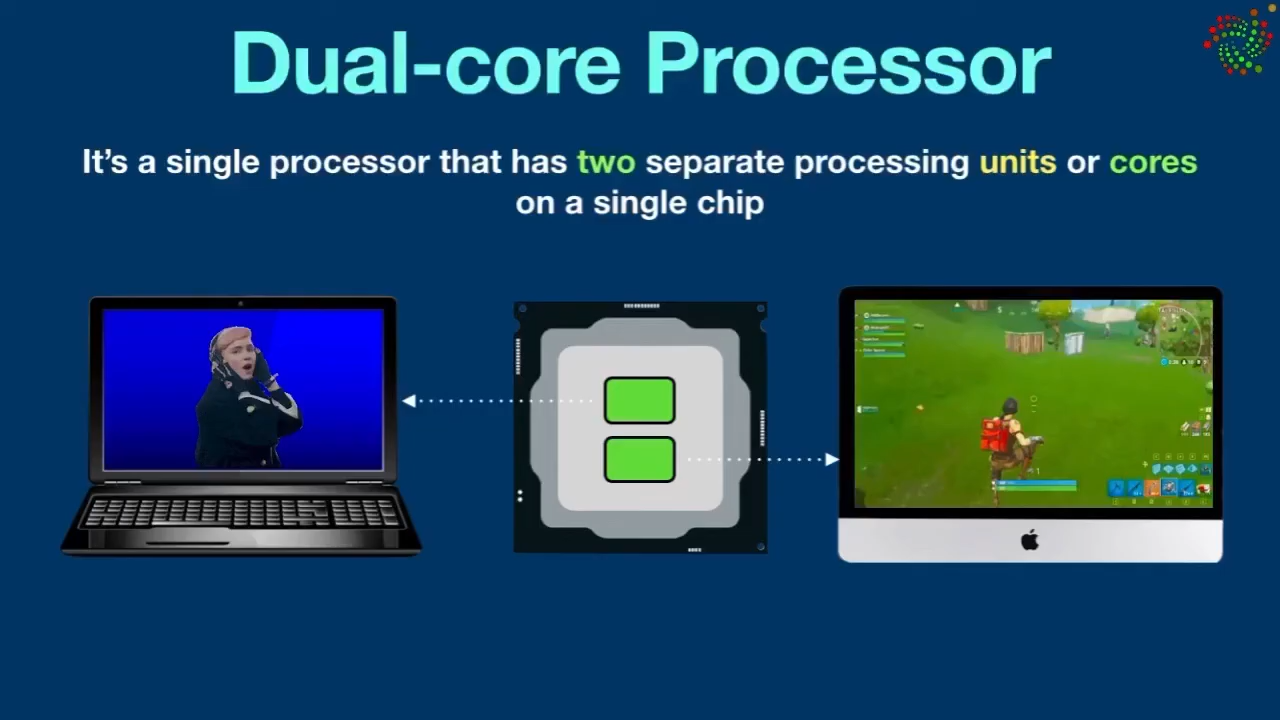 Dual-core Processor
It's a single processor that has two separate processing units or cores
on a single chip